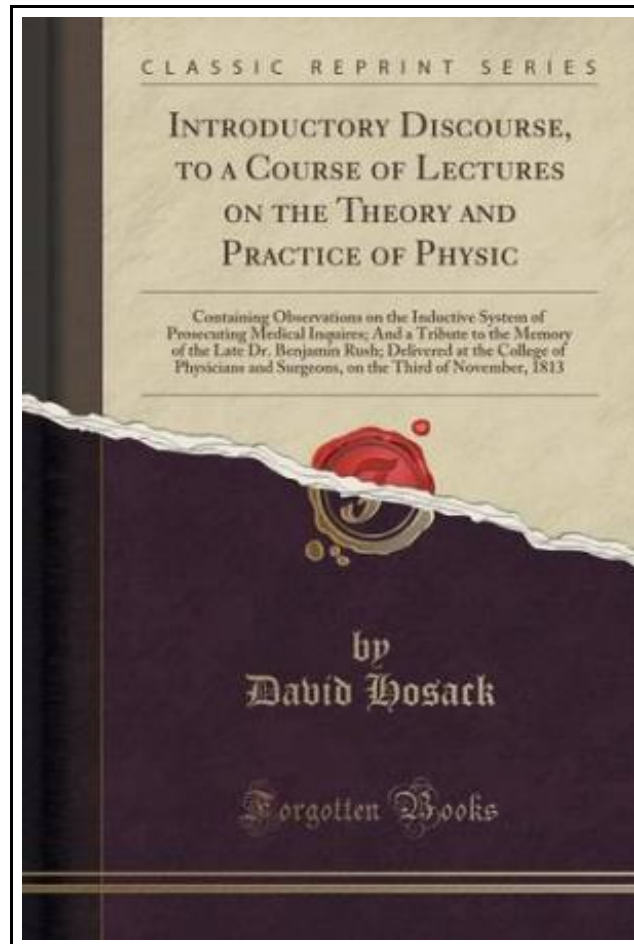 CLASSIC REPRINT SERIES
INTRODUCTORY DISCOURSE,
TO A COURSE OF LECTURES
ON THE THEORY AND
PRACTICE OF PHYSIC
Containing Observations on the Inductive System of
Prosecuting Medical Inquires; And a Tribute to the Memory
of the Late Dr. Benjamin Rush; Delivered at the College of
Physicians and Surgeons, on the Third of November, 1813
by
David Hosack
Forgotten Books